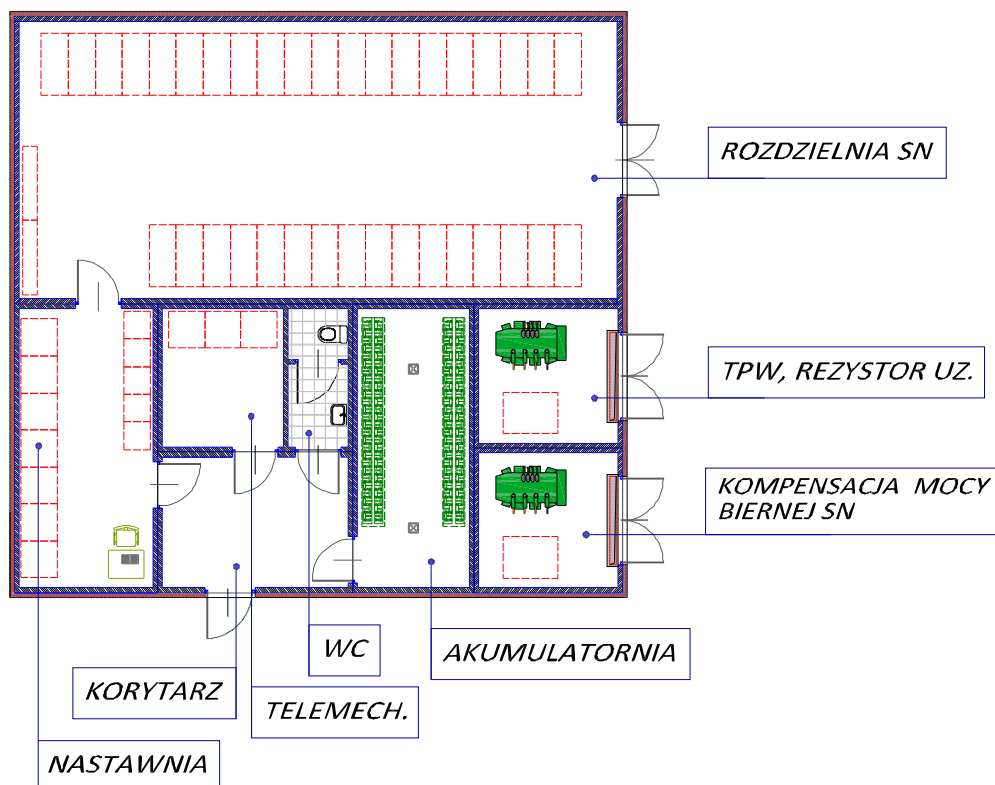 ROZDZIELNIA SN
TPW, REZYSTOR UZ.
KOMPENSACJA MOCY
BIERNEJ SN
WC
AKUMULATORNIA
KORYTARZ
TELEMECH.
NASTAWNIA